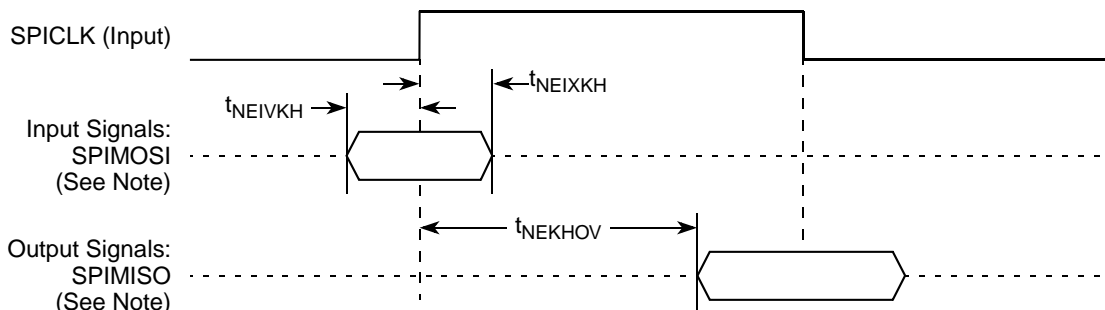 SPICLK (Input)
tNEIXKH
tNEIVKH
Input Signals:
SPIMOSI
(See Note)
tNEKHOV
Output Signals:
SPIMISO
(See Note)